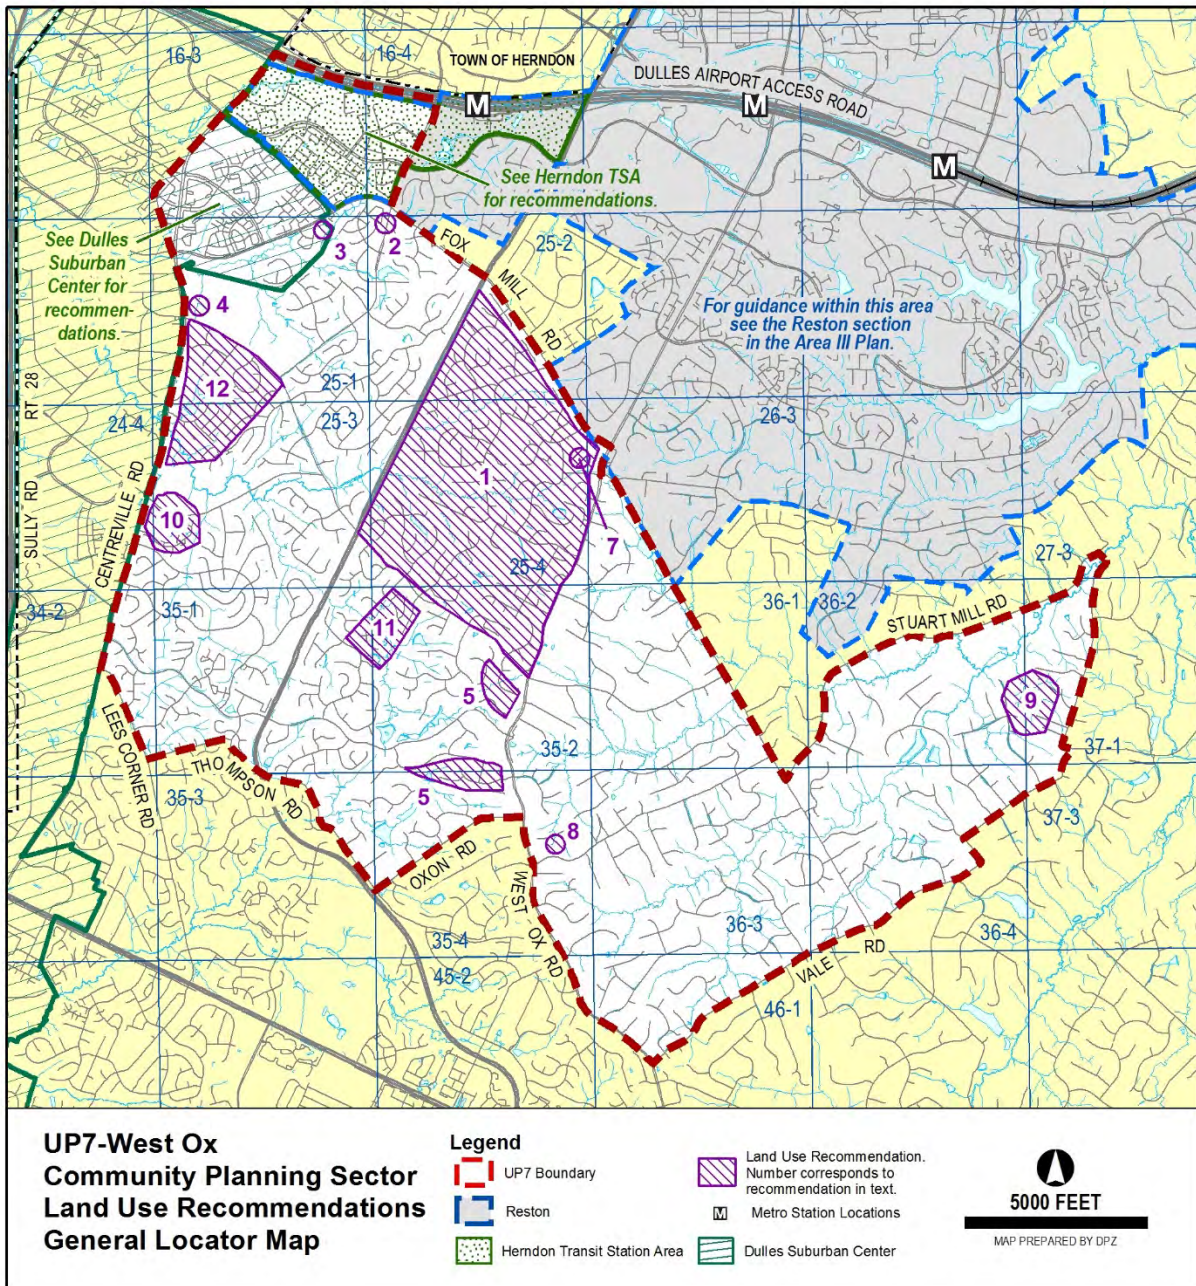 16-3
16-4
TOWN OF HERNDON
DULLES AIRPORT ACCESS ROAD
M
M
M
See Herndon TSA
for recommendations.
See Dulles
Suburban
Center for
recommen-
dations.
3
2
FOX
MILL
RD
25-2
4
For guidance within this area
see the Reston section
in the Area III Plan.
12
25-1
25-3
24-4
26-3
SULLY RD
RT 28
CENTREVILLE RD
1
10
7
25-4
27-3
34-2
35-1
36-1
36-2
STUART MILL RD
11
5
9
LEES CORNER RD
35-2
37-1
THOMPSON RD
35-3
5
37-3
8
OXON RD
WEST OX RD
35-4
45-2
36-3
36-4
VALE RD
46-1
UP7-West Ox
Community Planning Sector
Land Use Recommendations
General Locator Map
Legend
UP7 Boundary
Reston
Herndon Transit Station Area
Land Use Recommendation.
Number corresponds to
recommendation in text.
M Metro Station Locations
Dulles Suburban Center
5000 FEET
MAP PREPARED BY DPZ